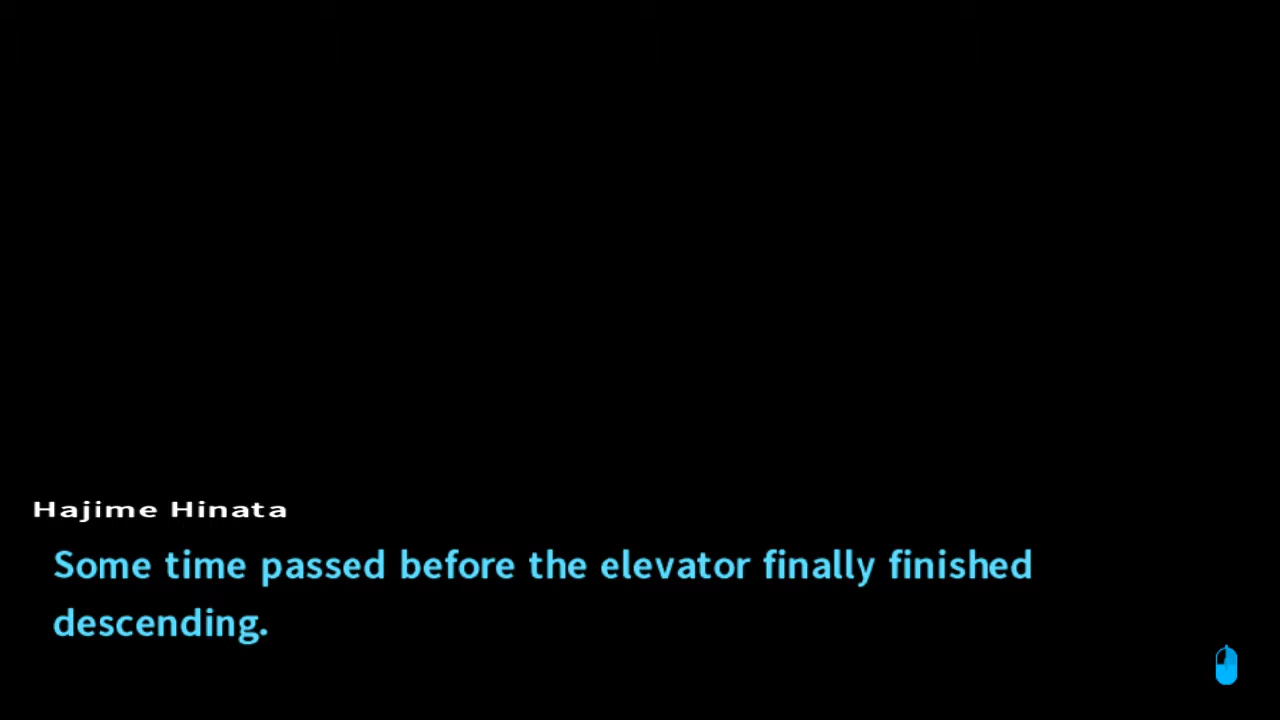 Hajime Hinata
Some time passed before the elevator finally finished
descending.